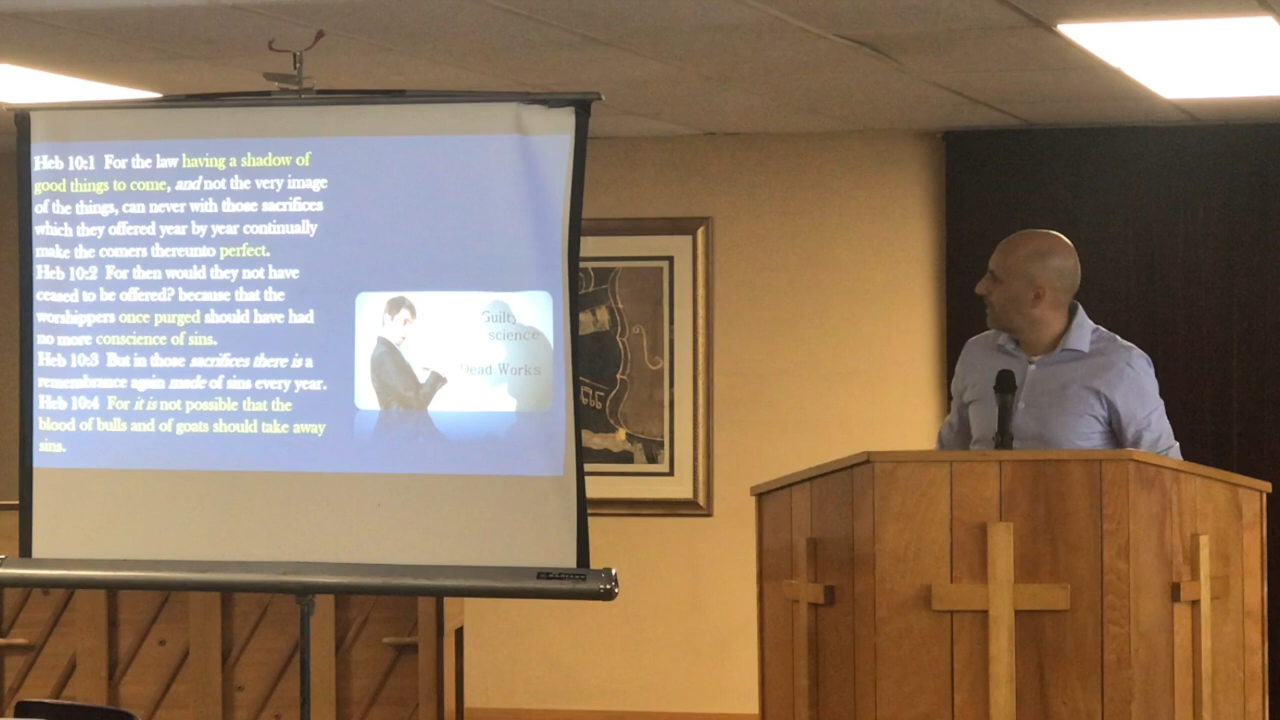 Heb 10:1 For the law having a shadow of
good things to come, and not the very image
of the things, can never with those sacrifices
which they offered year by year continually
make the comers thereunto perfect.
Heb 10:2 For then would they not have
ceased to be offered? because that the
worshippers once purged should have had
no more conscience of sins.
Heb 10:3 But in those sacrifices there is a
remembrance again made of sins every year.
Heb 10:4 For it is not possible that the
blood of bulls and of goats should take away
sins.
Guilty
science
Dead Works